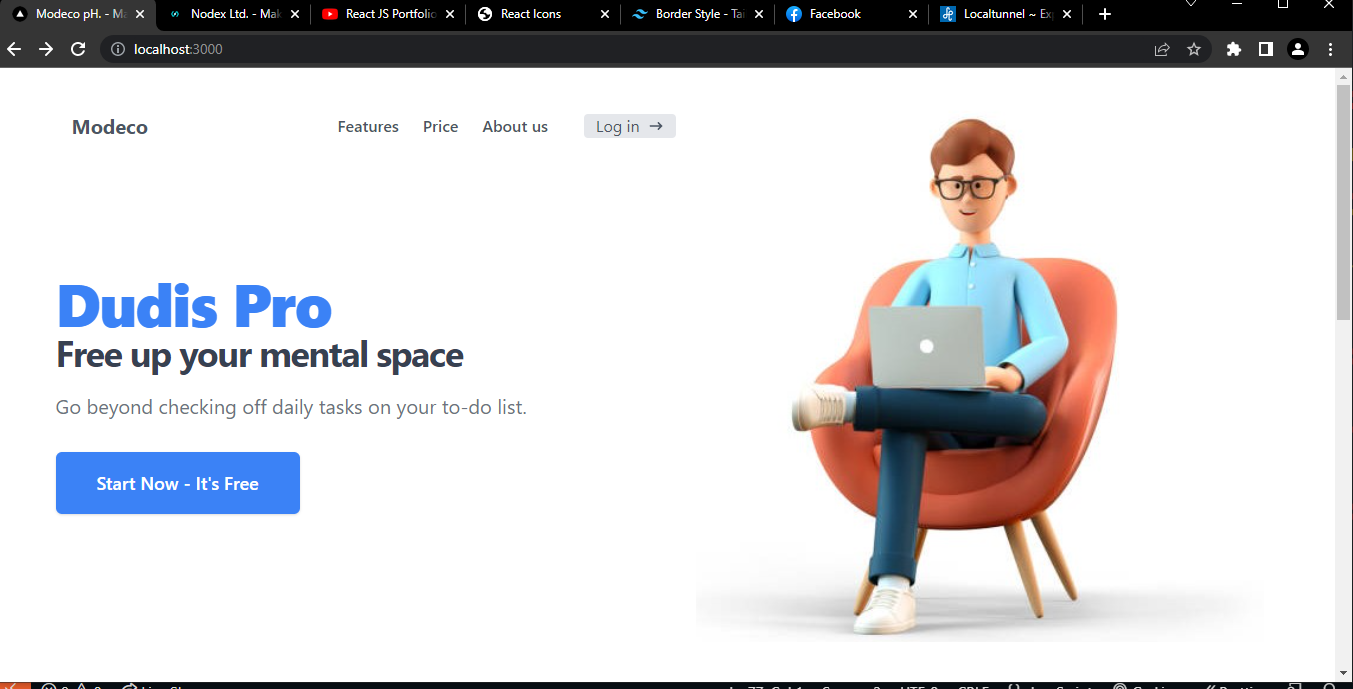 Modeco pH. - Ma
Nodex Ltd. - Mak
React JS Portfolio
React Icons
Border Style - Tai
Facebook
Localtunnel ~ Ex
localhost:3000
Modeco
Features
Price
About us
Log in →
Dudis Pro
Free up your mental space
Go beyond checking off daily tasks on your to-do list.
Start Now - It's Free